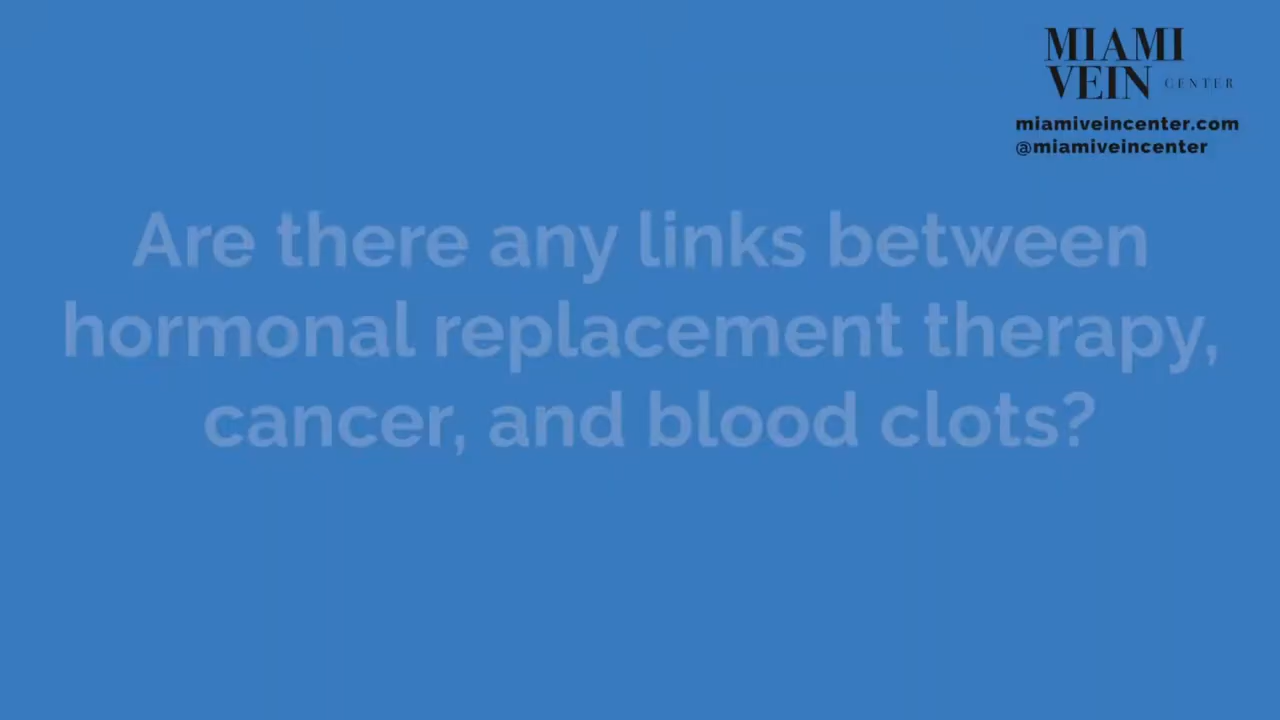 MIAMI
VEIN CENTER
miamiveincenter.com
@miamiveincenter
Are there any links between
hormonal replacement therapy,
cancer, and blood clots?